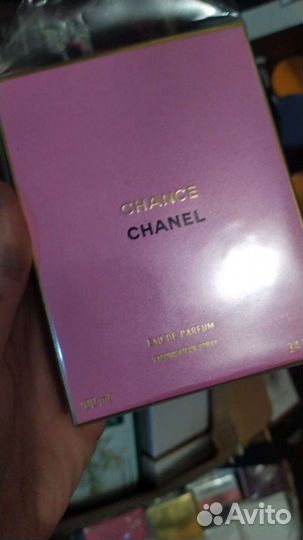 CHANCE
CHANEL
EAU DE PARFUM
VAPORISATEUR SPRAY
100 ml
3.4
Avito